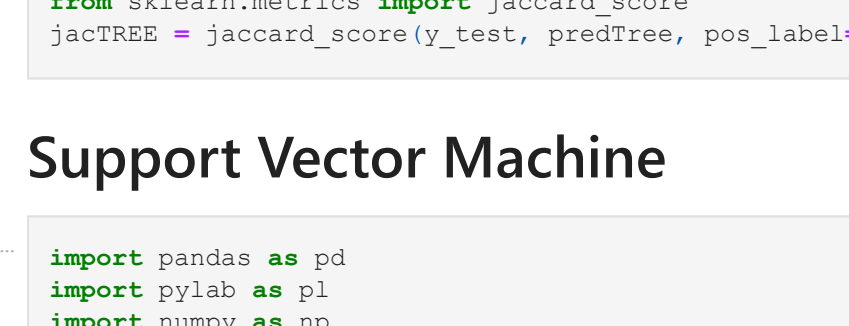 from sklearn.metrics import jaccard_score
jacTREE = jaccard_score(y_test, predTree, pos_label=
Support Vector Machine
...
import pandas as pd
import pylab as pl
import numpy as np